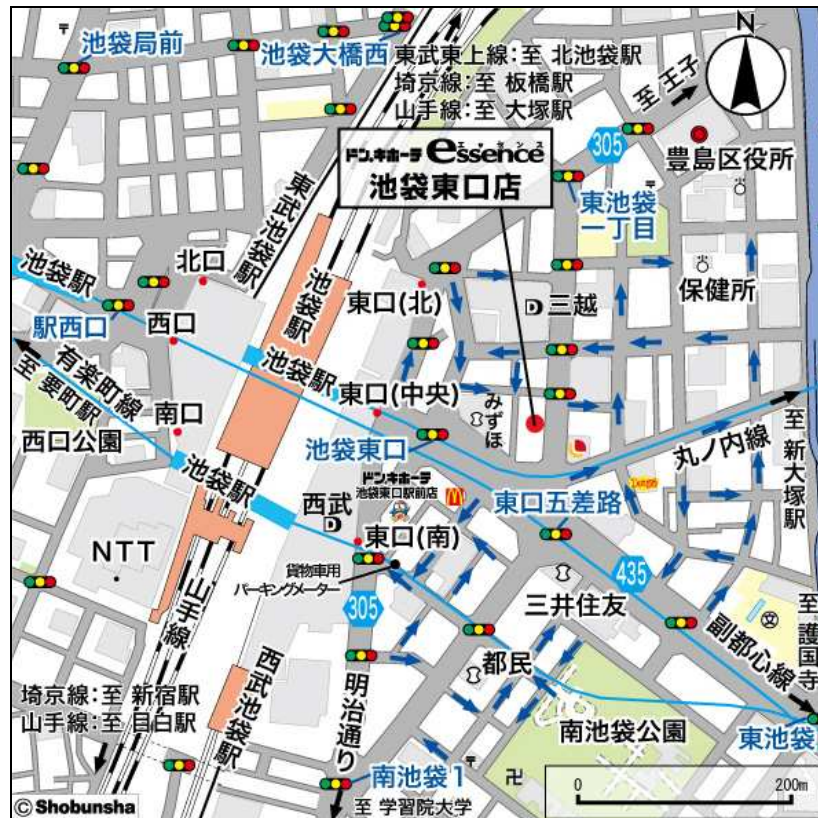 池袋局前
池袋大橋西
東武東上線:至 北池袋駅
埼京線:至 板橋駅
山手線:至 大塚駅
N
至 王子
305
豊島区役所
ドン.キホーテ essence
エッセンス
池袋東口店
東池袋
一丁目
東武池袋駅
池袋駅
北口
池袋駅
東口(北)
三越
保健所
駅西口
西口
有楽町線
至 要町駅
池袋駅
東口(中央)
みずほ
南口
西口公園
池袋東口
丸ノ内線
至 新大塚駅
池袋駅
ドン.キホーテ
池袋東口駅前店
西武
東口五差路
東口(南)
NTT
貨物車用
パーキングメーター
山手線
305
435
三井住友
副都心線
至 護国寺
都民
西武池袋駅
明治通り
埼京線:至 新宿駅
山手線:至 目白駅
南池袋公園
東池袋
南池袋1
至 学習院大学
0
200m
© Shobunsha